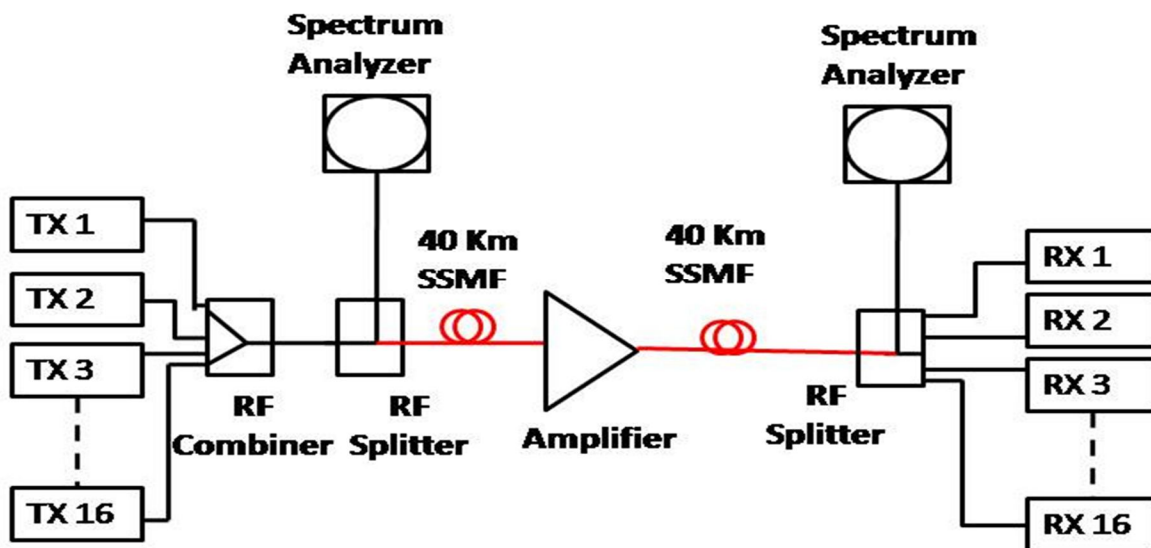 Spectrum
Analyzer
Spectrum
Analyzer
TX 1
TX 2
TX 3
TX 16
40 Km
SSMF
40 Km
SSMF
RX 1
RX 2
RX 3
RX 16
RF
Combiner
RF
Splitter
Amplifier
RF
Splitter